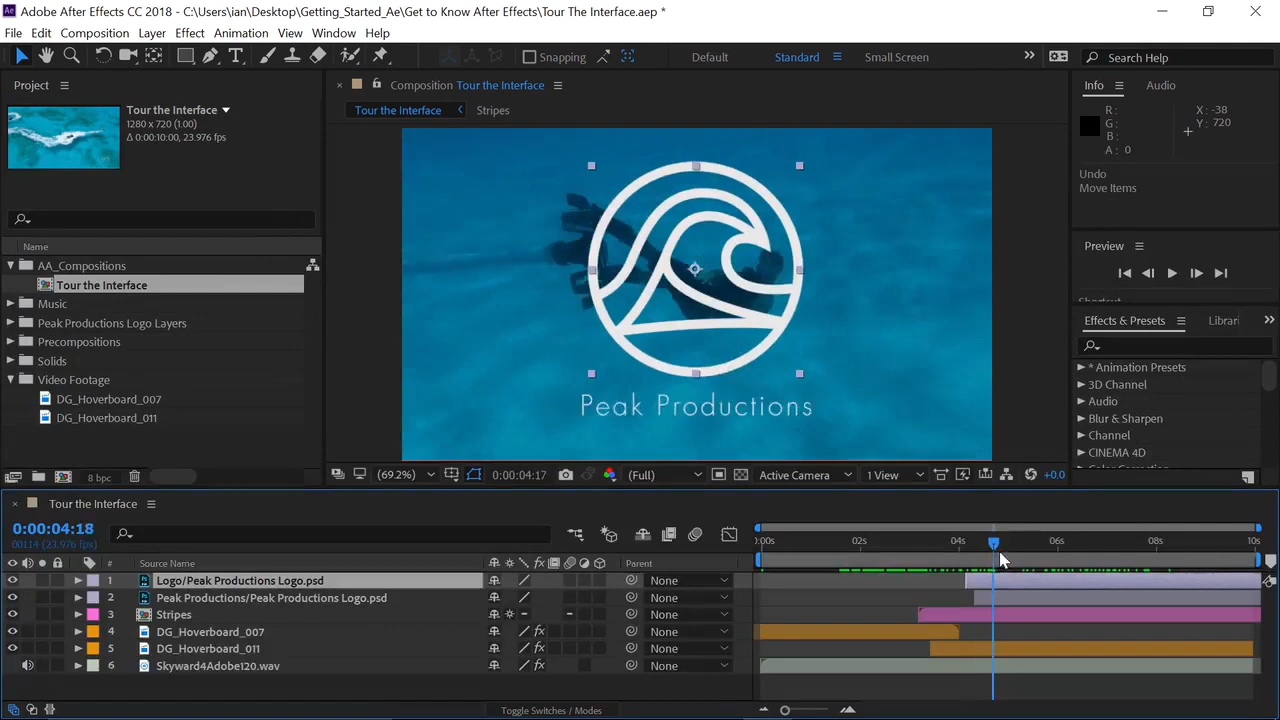 Adobe After Effects CC 2018 - C:\Users\ian\Desktop\Getting_Started_Ae\Get to Know After Effects\Tour The Interface.aep *
File Edit Composition Layer Effect Animation View Window Help
Snapping Default Standard Small Screen Search Help
Project
Tour the Interface
1280 x 720 (1.00)
Δ 0:00:10:00, 23.976 fps
Name
AA_Compositions
Tour the Interface
Music
Peak Productions Logo Layers
Precompositions
Solids
Video Footage
DG_Hoverboard_007
DG_Hoverboard_011
8 bpc
Composition Tour the Interface
Tour the Interface Stripes
Peak Productions
(69.2%) 0:00:04:17 (Full) Active Camera 1 View +0.0
Info Audio
R: X: -38
G: Y: 720
B:
A: 0
Undo
Move Items
Preview
Effects & Presets Librar
* Animation Presets
3D Channel
Audio
Blur & Sharpen
Channel
CINEMA 4D
Tour the Interface
0:00:04:18
00114 (23.976 fps)
:00s 02s 04s 06s 08s 10s
# Source Name Parent
1 Logo/Peak Productions Logo.psd None
2 Peak Productions/Peak Productions Logo.psd None
3 Stripes None
4 DG_Hoverboard_007 fx None
5 DG_Hoverboard_011 fx None
6 Skyward4Adobe120.wav fx None
Toggle Switches / Modes